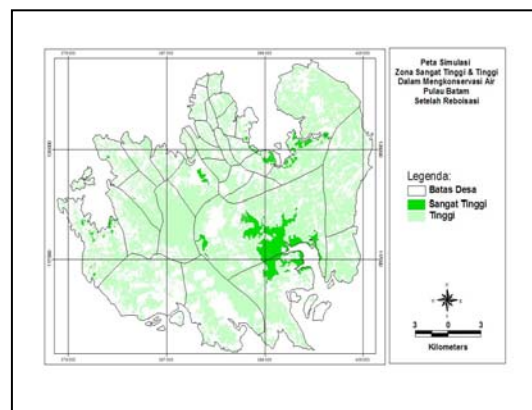 Peta Simulasi
Zona Sangat Tinggi & Tinggi
Dalam Mengkonservasi Air
Pulau Batam
Setelah Reboisasi
Legenda:
Batas Desa
Sangat Tinggi
Tinggi
3 0 3
Kilometers